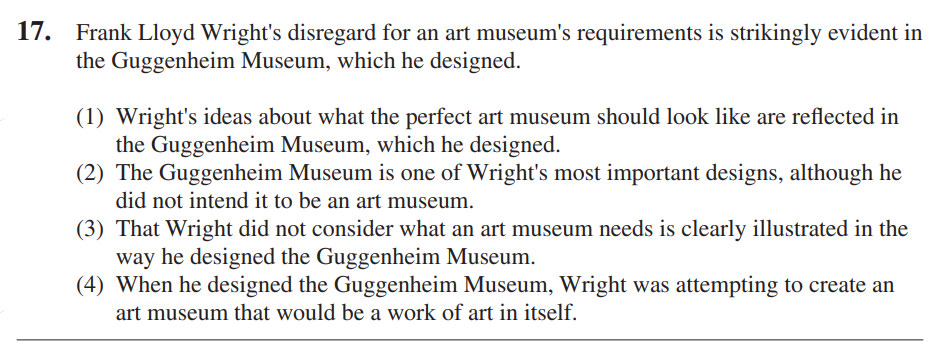 17. Frank Lloyd Wright's disregard for an art museum's requirements is strikingly evident in
the Guggenheim Museum, which he designed.
(1) Wright's ideas about what the perfect art museum should look like are reflected in
the Guggenheim Museum, which he designed.
(2) The Guggenheim Museum is one of Wright's most important designs, although he
did not intend it to be an art museum.
(3) That Wright did not consider what an art museum needs is clearly illustrated in the
way he designed the Guggenheim Museum.
(4) When he designed the Guggenheim Museum, Wright was attempting to create an
art museum that would be a work of art in itself.